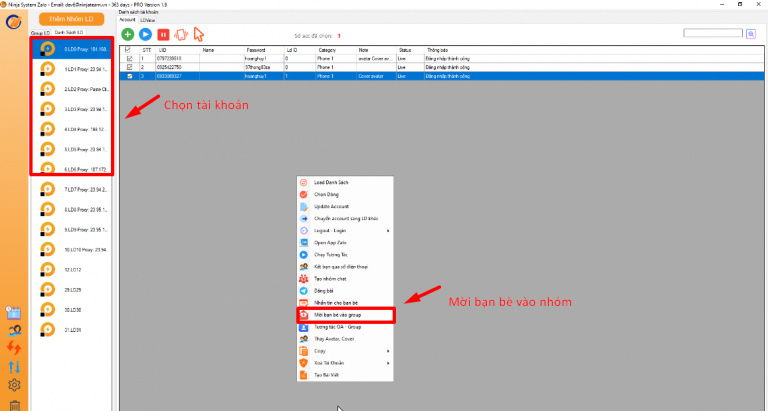 Ninja System Zalo - Email: dev6@ninjateam.vn - 365 days - PRO Version 1.9
Danh sách tài khoản
Thêm Nhóm LD
Account LDView
Số acc đã chọn: 1
Group LD Danh Sách LD
STT UID Name Password Ld ID Category Note Status Thông báo
1 0797228610 hoanghuy1 0 Phone 1 avatar Cover av... Live Đăng nhập thành công
2 0925422750 0 Phone 1 Live Đăng nhập thành công
3 hoanghuy1 1 Phone 1 Cover avatar Live Đăng nhập thành công
0.LD0 Proxy: 184.168...
1.LD1 Proxy: 23.94.1...
2.LD2 Proxy: Paste Cli...
3.LD3 Proxy: 23.94.1...
4.LD4 Proxy: 188.12...
5.LD5 Proxy: 23.94.1...
6.LD6 Proxy: 187.172...
7.LD7 Proxy: 23.94.2...
8.LD8 Proxy: 23.95.1...
9.LD9 Proxy: 23.95.1...
10.LD10 Proxy: 23.94...
12.LD12
29.LD29
30.LD30
31.LD31
Chọn tài khoản
Load Danh Sách
Chọn Dòng
Update Account
Chuyển account sang LD khác
Logout - Login
Open App Zalo
Chạy Tương Tác
Kết bạn qua số điện thoại
Tạo nhóm chat
Đăng bài
Nhắn tin cho bạn bè
Mời bạn bè vào group
Tương tác OA - Group
Thay Avatar, Cover
Copy
Xoá Tài Khoản
Tạo Bài Viết
Mời bạn bè vào nhóm